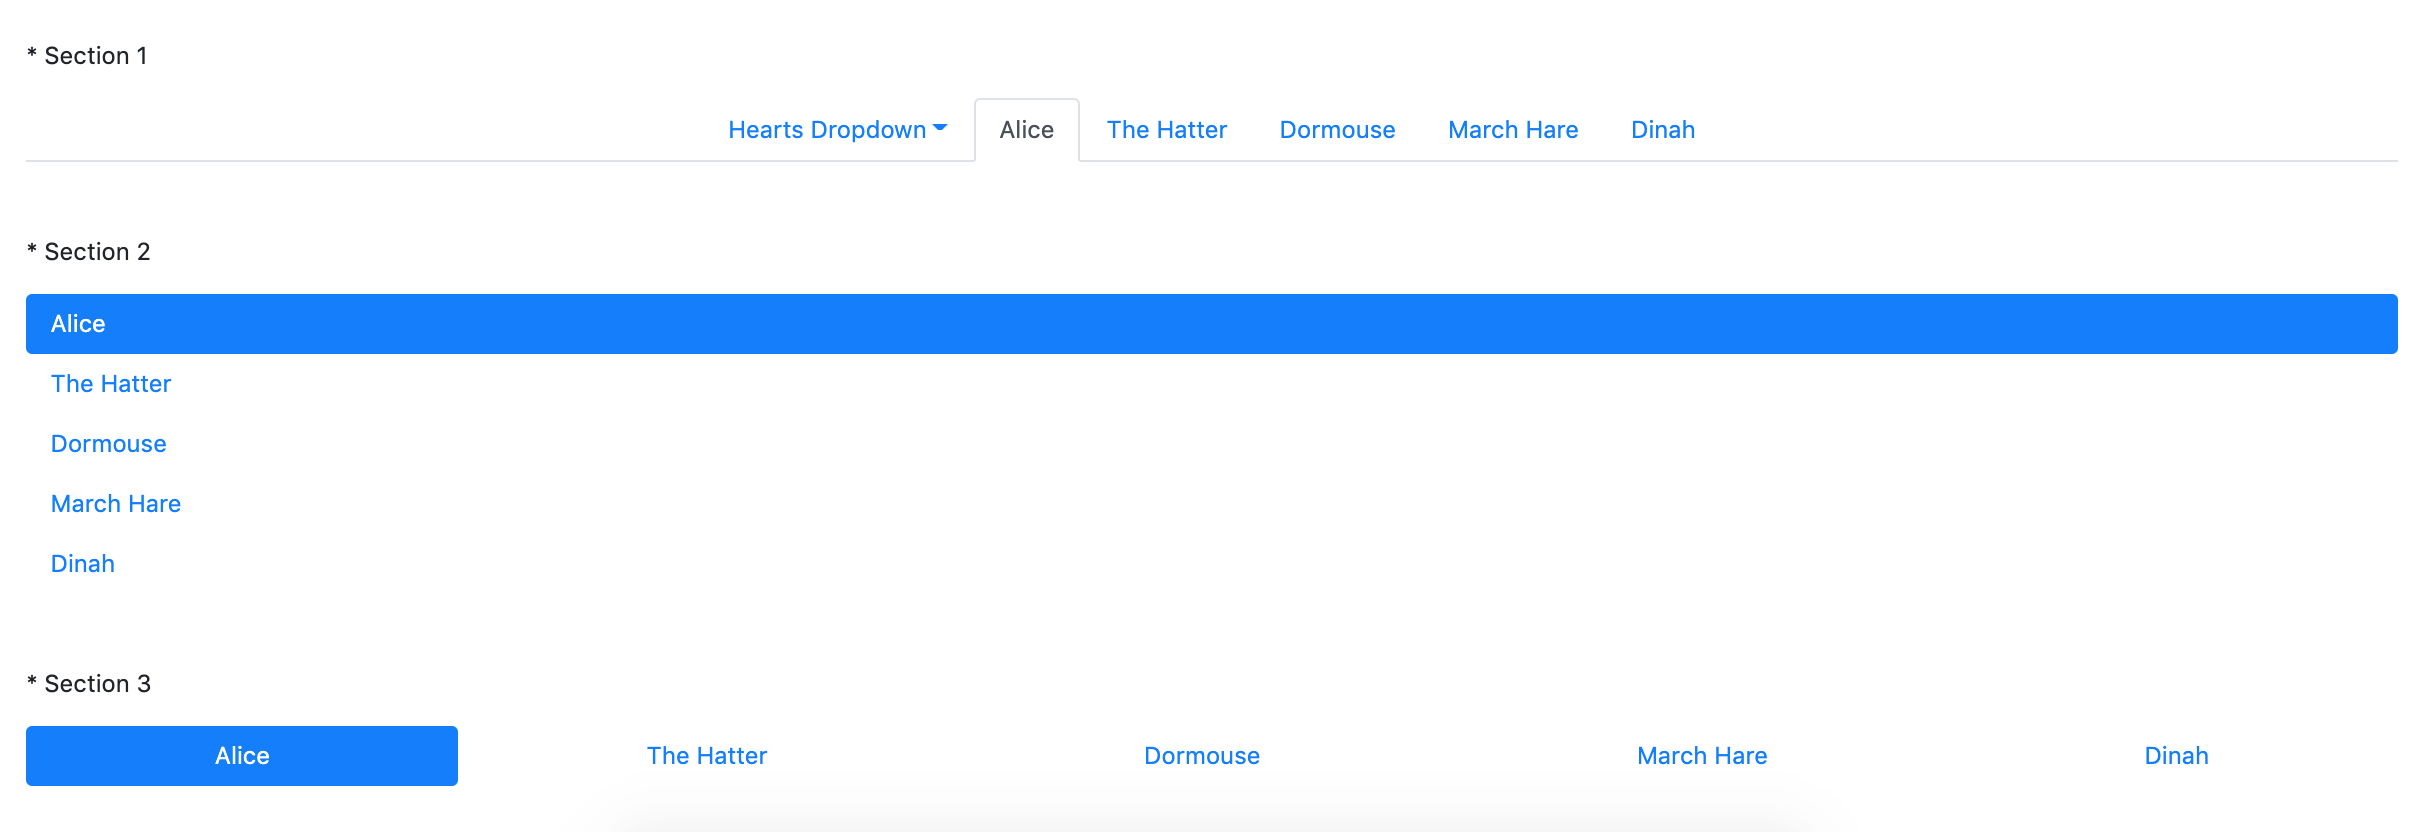 * Section 1
Hearts Dropdown Alice The Hatter Dormouse March Hare Dinah
* Section 2
Alice
The Hatter
Dormouse
March Hare
Dinah
* Section 3
Alice The Hatter Dormouse March Hare Dinah